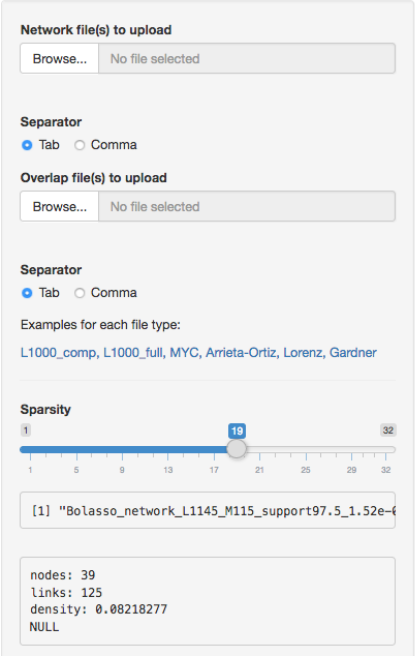 Network file(s) to upload
Browse... No file selected
Separator
Tab Comma
Overlap file(s) to upload
Browse... No file selected
Separator
Tab Comma
Examples for each file type:
L1000_comp, L1000_full, MYC, Arrieta-Ortiz, Lorenz, Gardner
Sparsity
1 19 32
1 5 9 13 17 21 25 29 32
[1] "Bolasso_network_L1145_M115_support97.5_1.52e-
nodes: 39
links: 125
density: 0.08218277
NULL